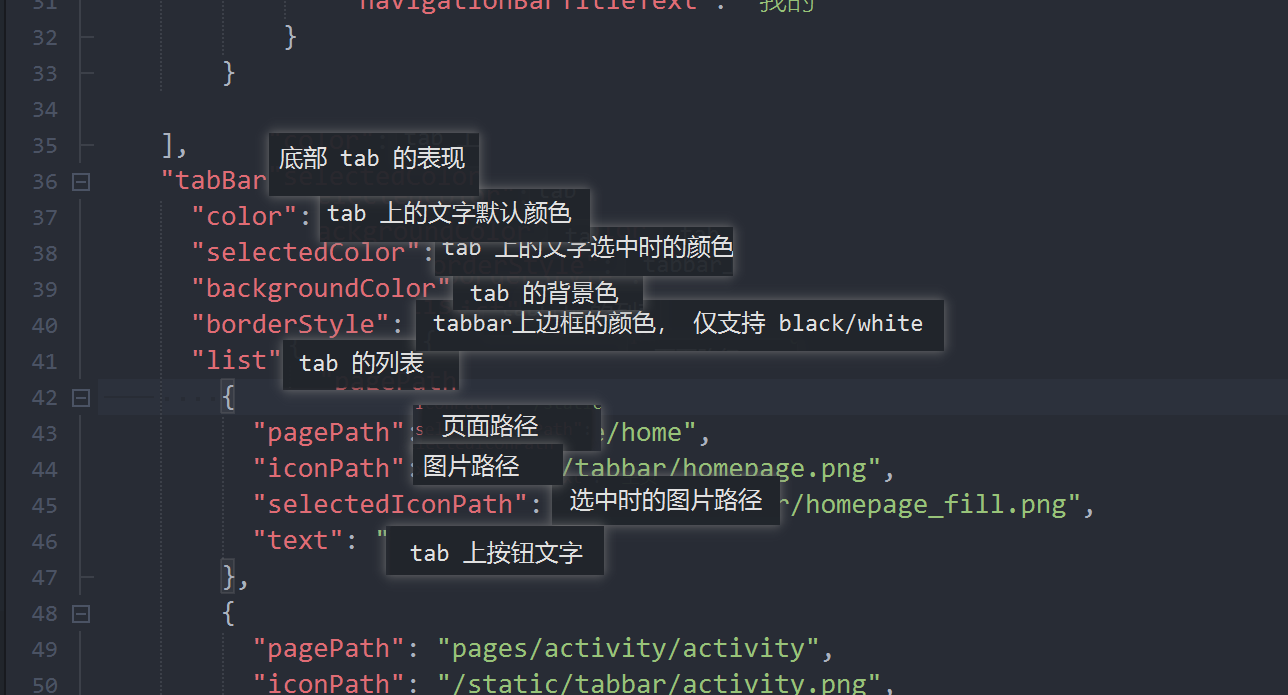 31 "navigationBarTitleText": "我的
32 }
33 }
34
35 ],
36 "tabBar 底部 tab 的表现
37 "color": tab 上的文字默认颜色
38 "selectedColor": tab 上的文字选中时的颜色
39 "backgroundColor" tab 的背景色
40 "borderStyle": tabbar上边框的颜色， 仅支持 black/white
41 "list" tab 的列表
42 {
43 "pagePath": 页面路径 e/home",
44 "iconPath": 图片路径 /tabbar/homepage.png",
45 "selectedIconPath": 选中时的图片路径 r/homepage_fill.png",
46 "text": " tab 上按钮文字
47 },
48 {
49 "pagePath": "pages/activity/activity",
50 "iconPath": "/static/tabbar/activity.png",